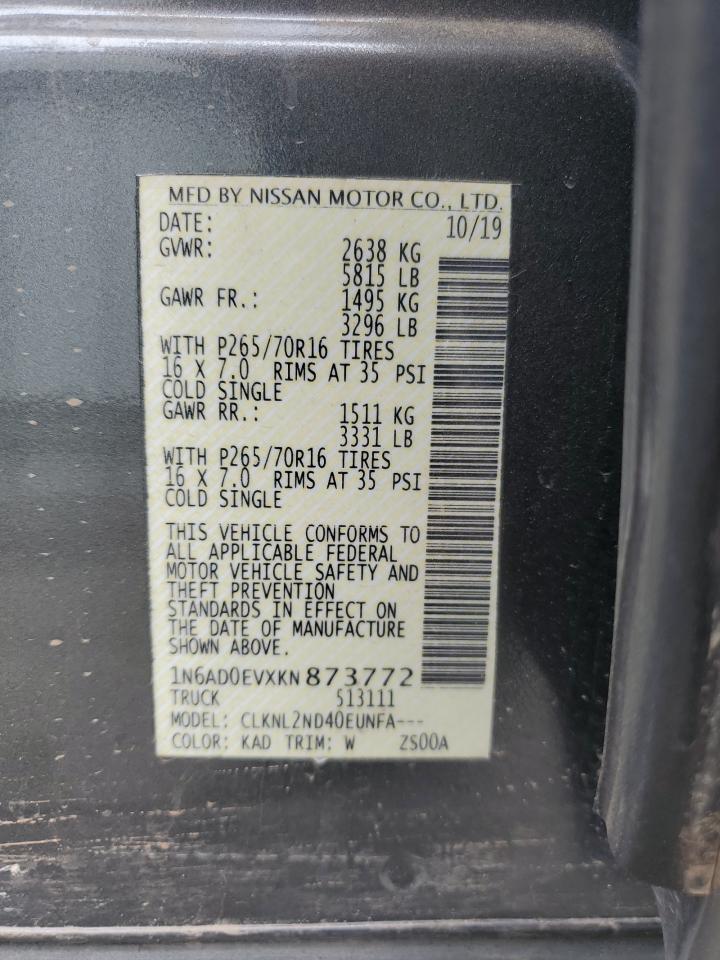 MFD BY NISSAN MOTOR CO., LTD.
DATE: 10/19
GVWR: 2638 KG
5815 LB
GAWR FR.: 1495 KG
3296 LB
WITH P265/70R16 TIRES
16 X 7.0 RIMS AT 35 PSI
COLD SINGLE
GAWR RR.: 1511 KG
3331 LB
WITH P265/70R16 TIRES
16 X 7.0 RIMS AT 35 PSI
COLD SINGLE
THIS VEHICLE CONFORMS TO
ALL APPLICABLE FEDERAL
MOTOR VEHICLE SAFETY AND
THEFT PREVENTION
STANDARDS IN EFFECT ON
THE DATE OF MANUFACTURE
SHOWN ABOVE.
1N6AD0EVXKN873772
TRUCK 513111
MODEL: CLKNL2ND40EUNFA---
COLOR: KAD TRIM: W ZS00A